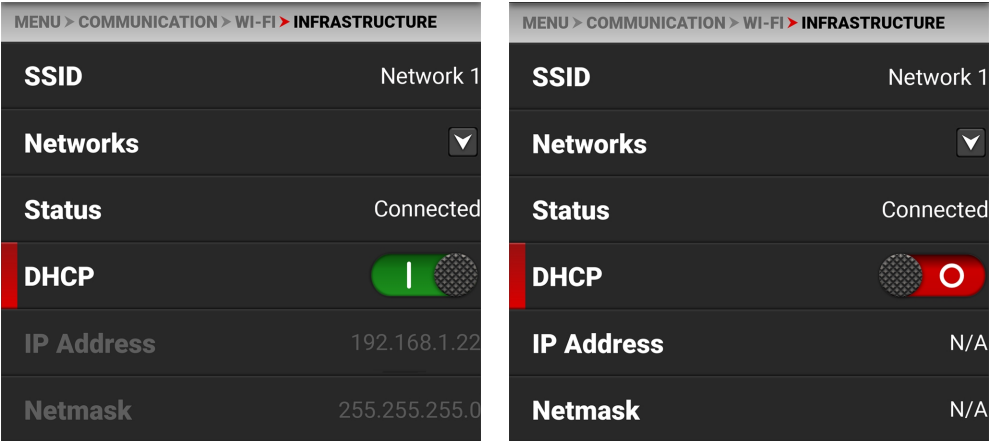 MENU > COMMUNICATION > WI-FI > INFRASTRUCTURE
SSID Network 1
Networks
Status Connected
DHCP
IP Address 192.168.1.22
Netmask 255.255.255.0
MENU > COMMUNICATION > WI-FI > INFRASTRUCTURE
SSID Network 1
Networks
Status Connected
DHCP
IP Address N/A
Netmask N/A